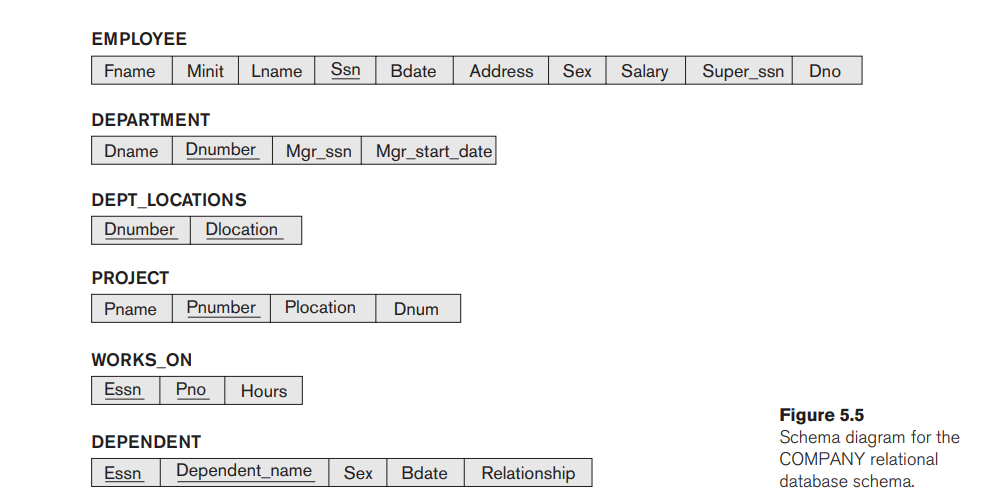 EMPLOYEE
Fname Minit Lname Ssn Bdate Address Sex Salary Super_ssn Dno
DEPARTMENT
Dname Dnumber Mgr_ssn Mgr_start_date
DEPT_LOCATIONS
Dnumber Dlocation
PROJECT
Pname Pnumber Plocation Dnum
WORKS_ON
Essn Pno Hours
DEPENDENT
Essn Dependent_name Sex Bdate Relationship
Figure 5.5
Schema diagram for the
COMPANY relational
database schema.